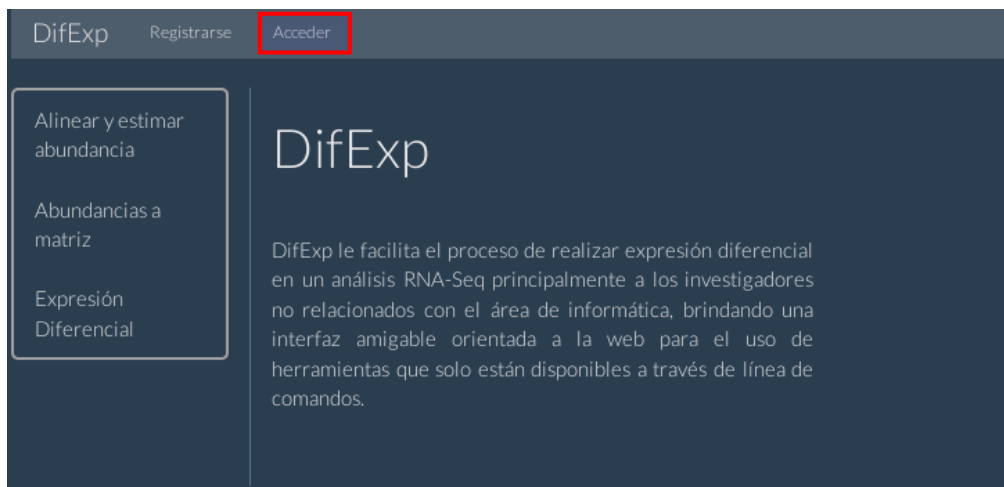 DifExp Registrarse Acceder
Alinear y estimar
abundancia
Abundancias a
matriz
Expresión
Diferencial
DifExp
DifExp le facilita el proceso de realizar expresión diferencial
en un análisis RNA-Seq principalmente a los investigadores
no relacionados con el área de informática, brindando una
interfaz amigable orientada a la web para el uso de
herramientas que solo están disponibles a través de línea de
comandos.